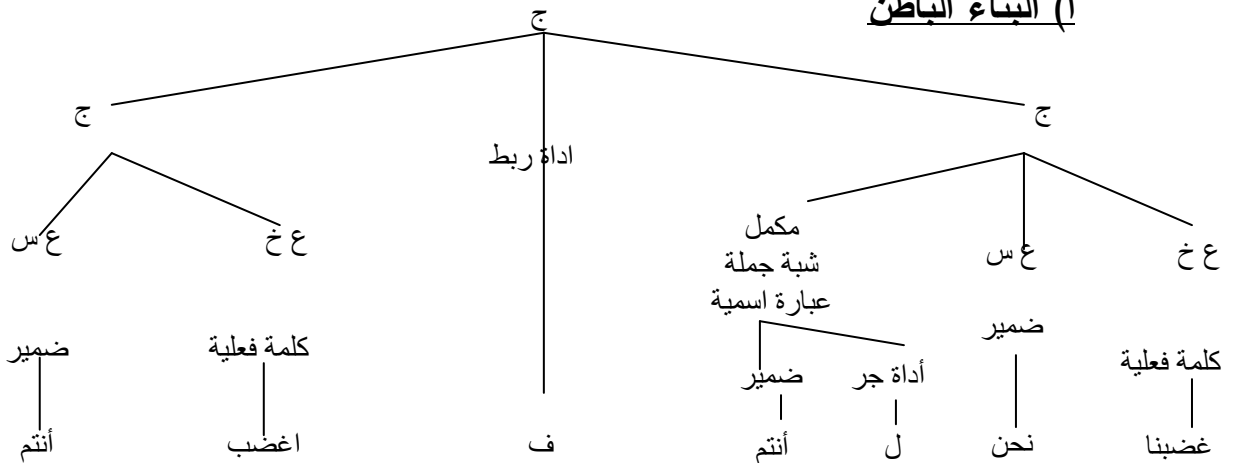 أ) البناء الباطن
ج
ج ج
اداة ربط
ع خ ع س مكمل ع خ ع س
شبة جملة
عبارة اسمية
كلمة فعلية ضمير أداة جر ضمير كلمة فعلية ضمير
غضبنا نحن ل أنتم ف اغضب أنتم